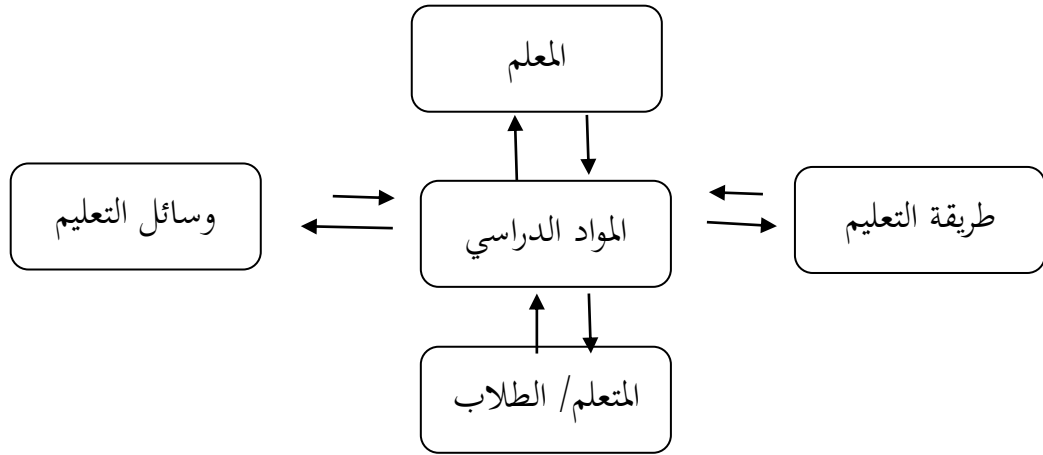 المعلم
طريقة التعليم
المواد الدراسي
وسائل التعليم
المتعلم/ الطلاب